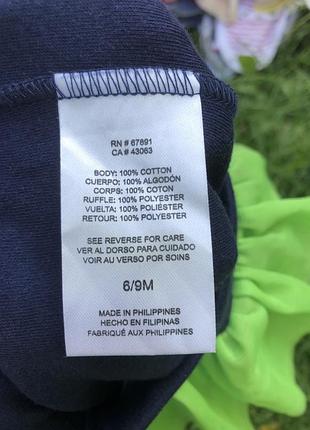 RN # 67891
CA # 43063
BODY: 100% COTTON
CUERPO: 100% ALGODÓN
CORPS: 100% COTON
RUFFLE: 100% POLYESTER
VUELTA: 100% POLIÉSTER
RETOUR: 100% POLYESTER
SEE REVERSE FOR CARE
VER AL DORSO PARA CUIDADO
VOIR AU VERSO POR SOINS
6/9M
MADE IN PHILIPPINES
HECHO EN FILIPINAS
FABRIQUÉ AUX PHILIPPINES